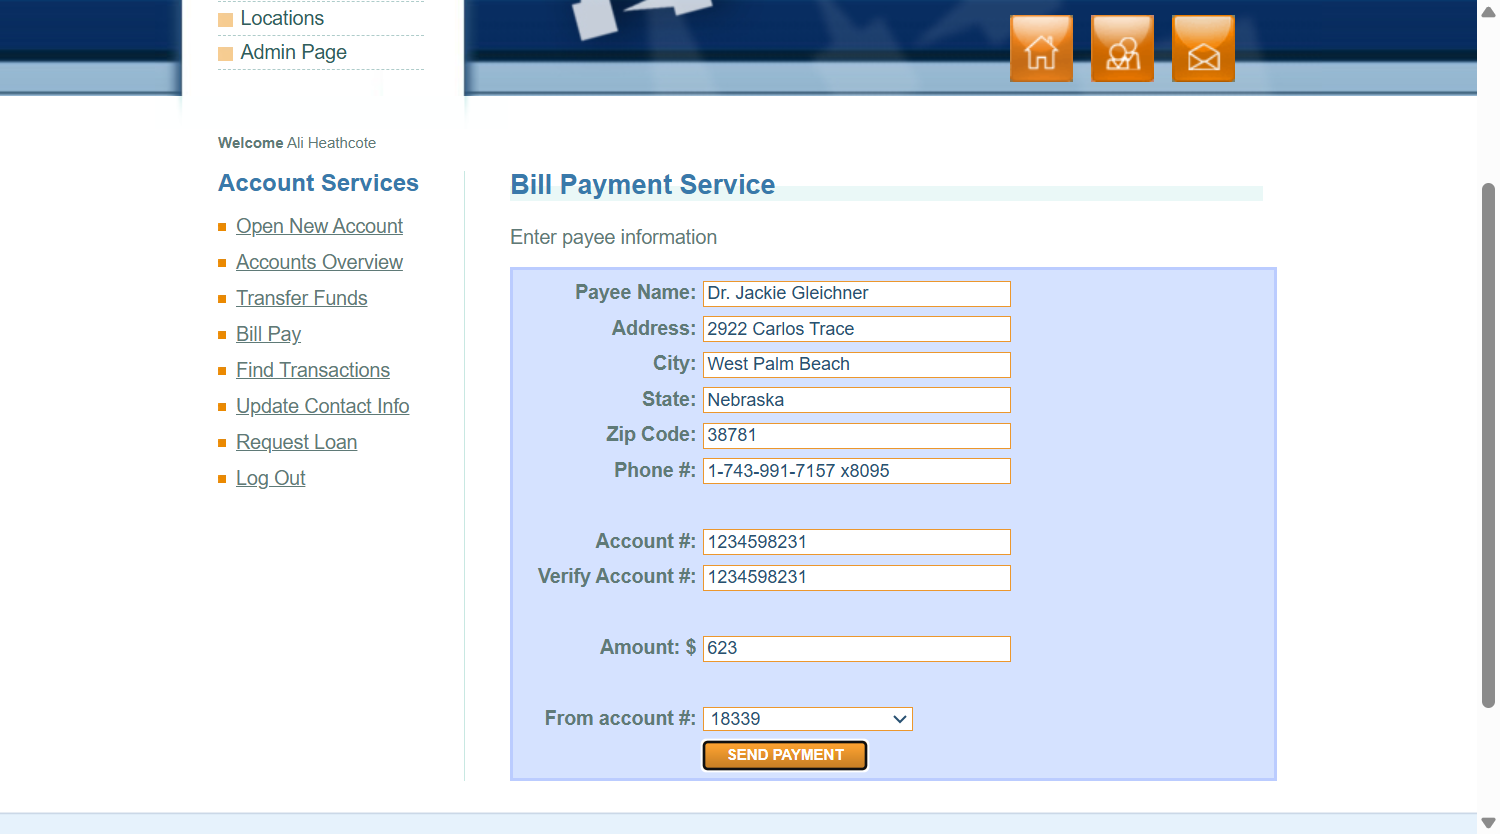 Locations
Admin Page
Welcome Ali Heathcote
Account Services
Open New Account
Accounts Overview
Transfer Funds
Bill Pay
Find Transactions
Update Contact Info
Request Loan
Log Out
Bill Payment Service
Enter payee information
Payee Name: Dr. Jackie Gleichner
Address: 2922 Carlos Trace
City: West Palm Beach
State: Nebraska
Zip Code: 38781
Phone #: 1-743-991-7157 x8095
Account #: 1234598231
Verify Account #: 1234598231
Amount: $ 623
From account #: 18339
SEND PAYMENT